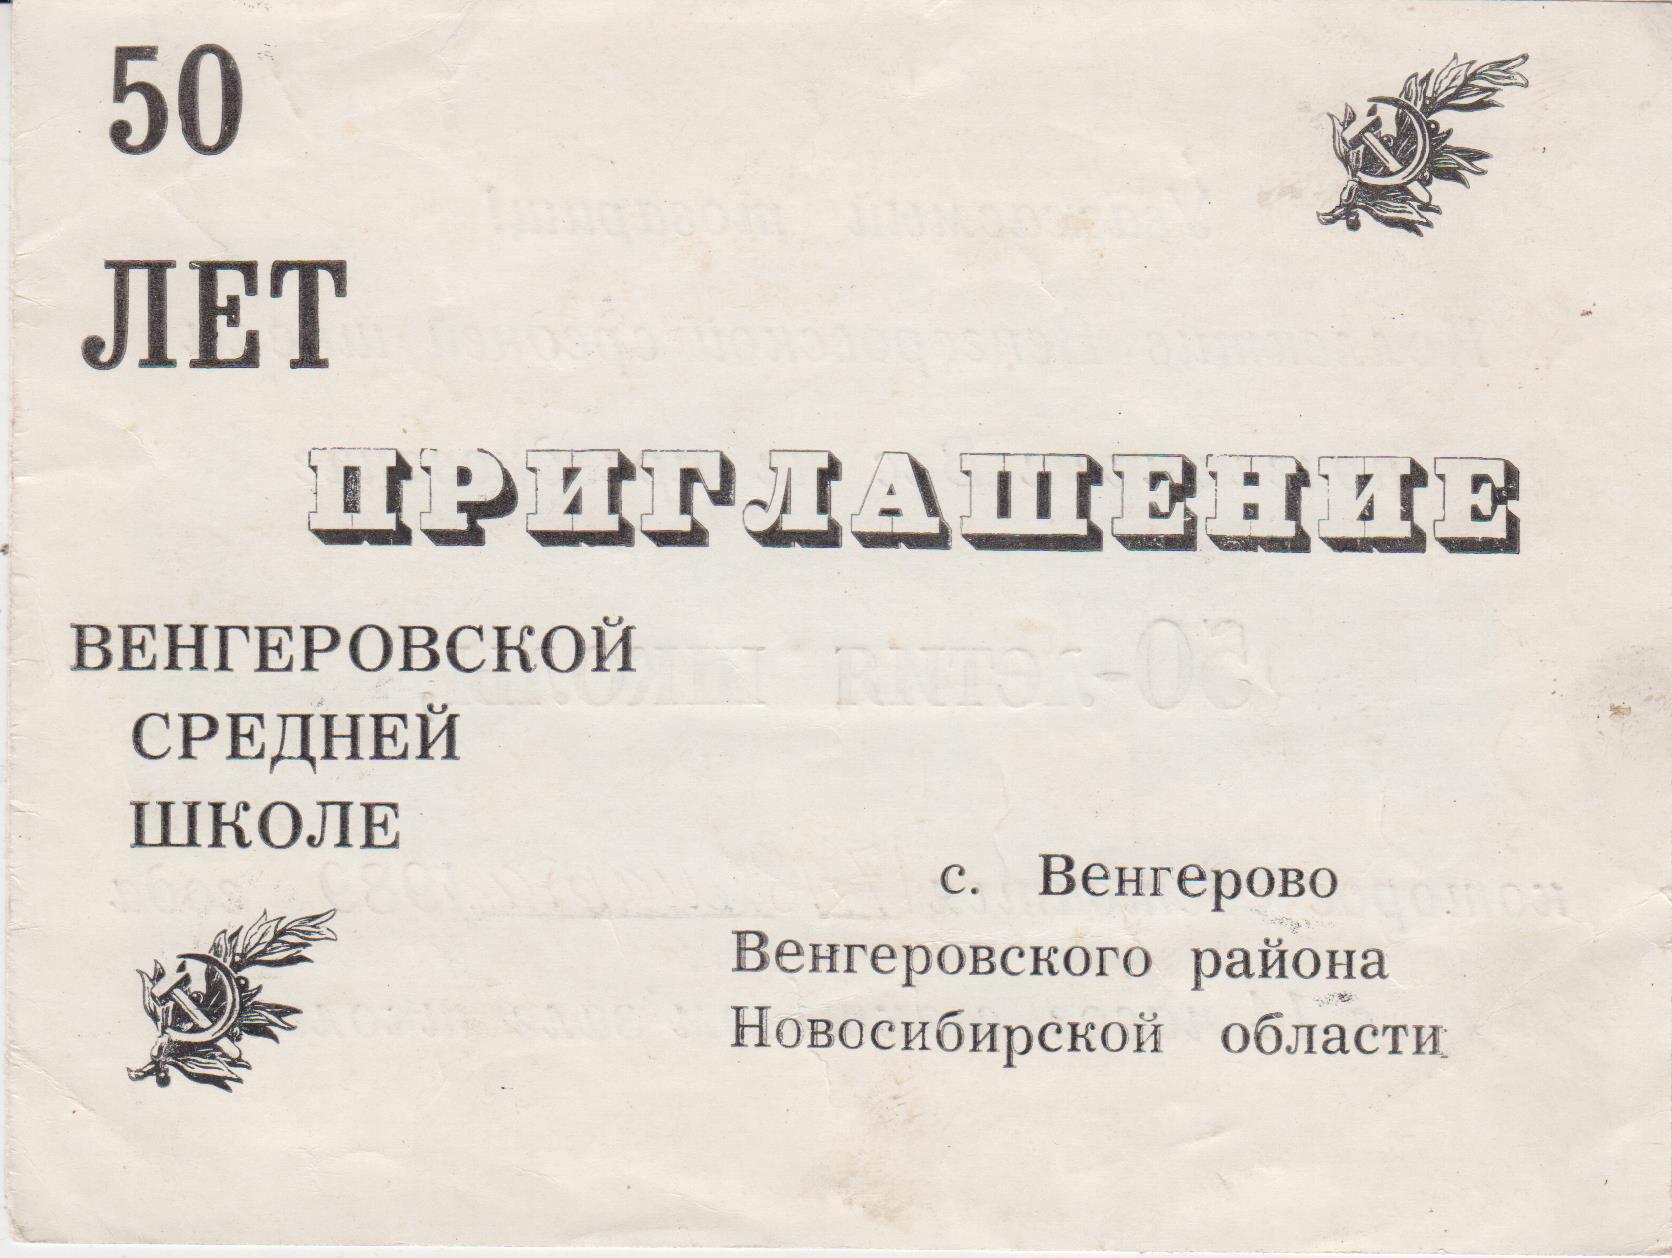 50
ЛЕТ
ПРИГЛАШЕНИЕ
ВЕНГЕРОВСКОЙ
СРЕДНЕЙ
ШКОЛЕ
с. Венгерово
Венгеровского района
Новосибирской области